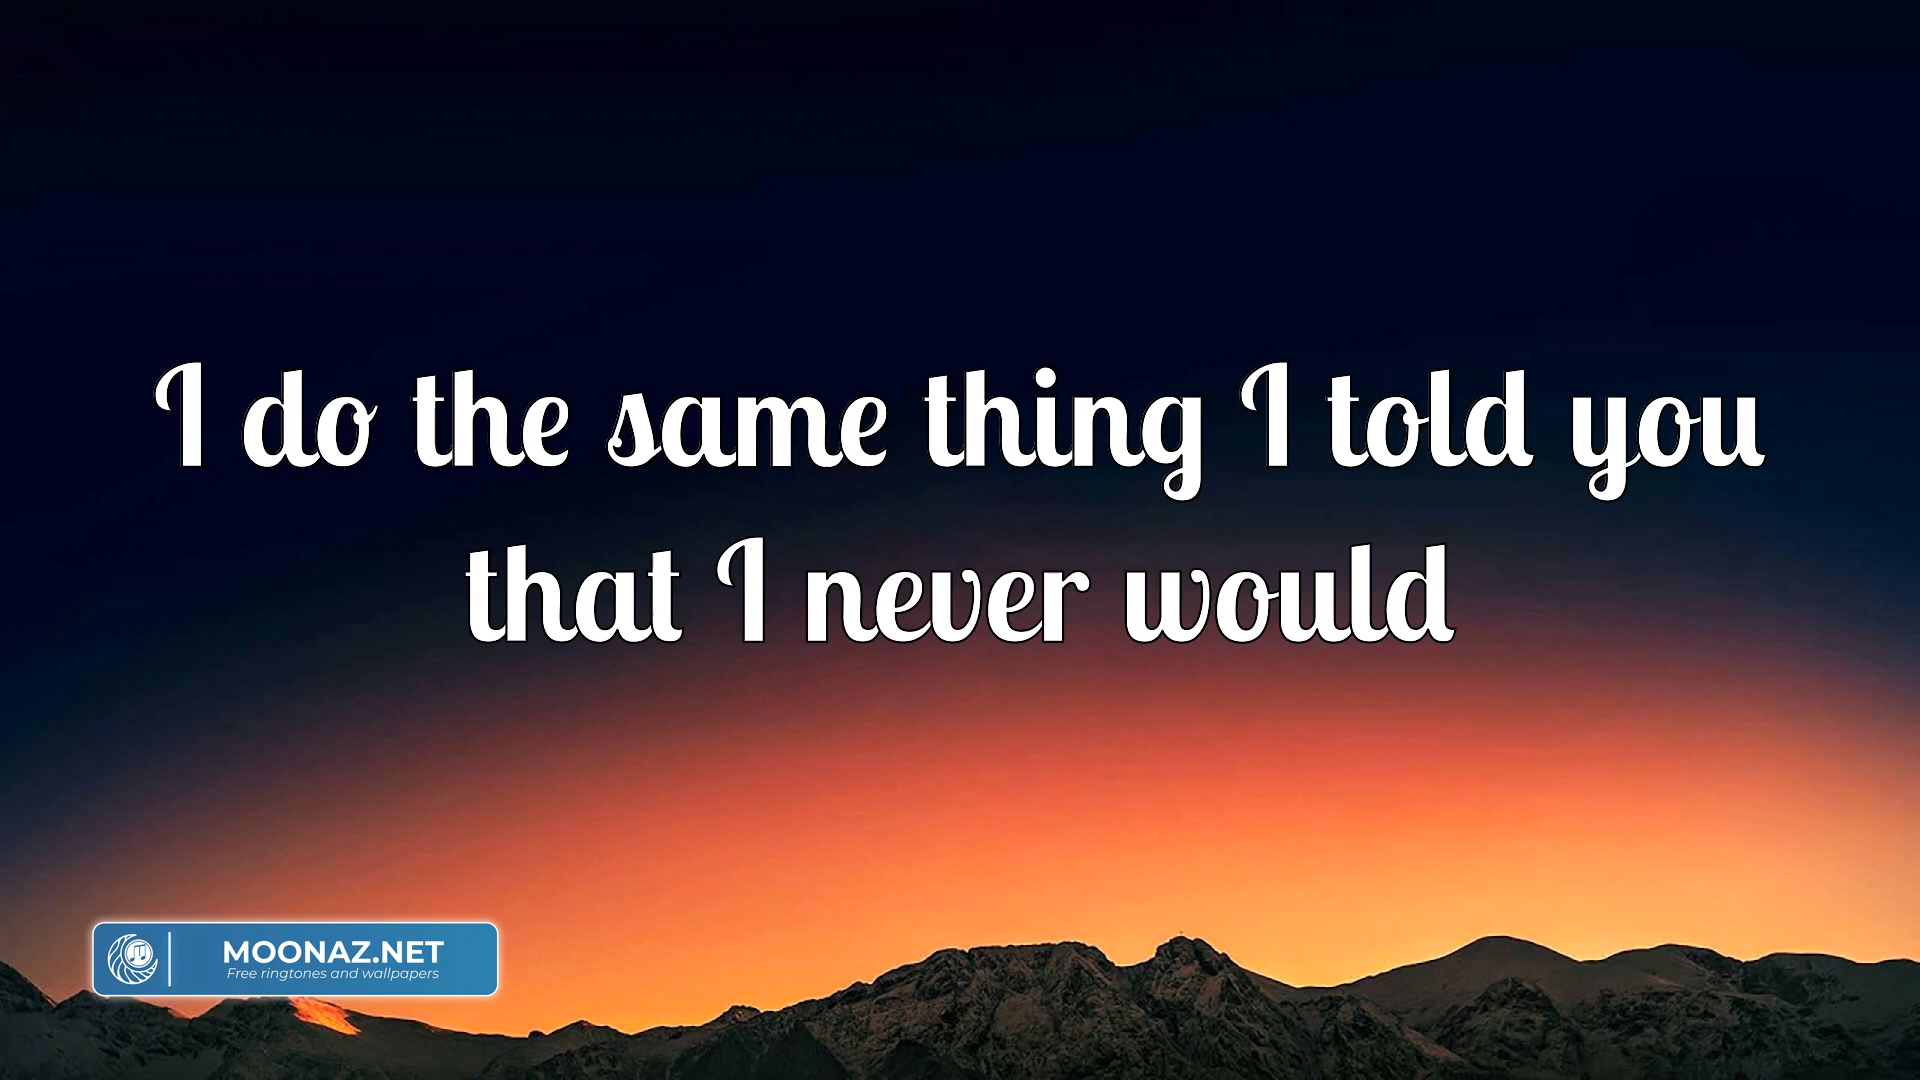 I do the same thing I told you
that I never would
MOONAZ.NET
Free ringtones and wallpapers